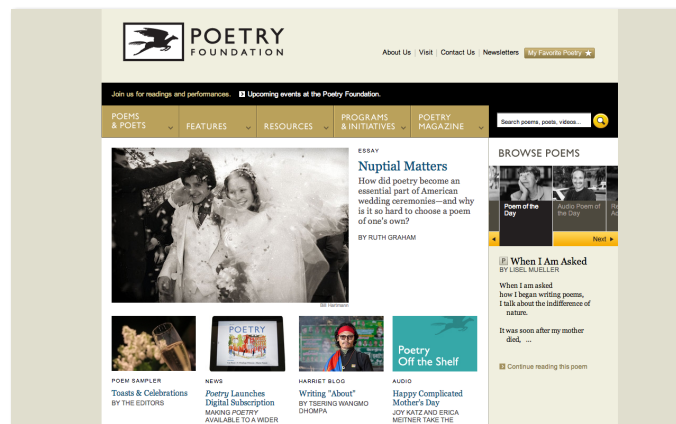 POETRY
FOUNDATION
About Us Visit Contact Us Newsletters My Favorite Poetry
Join us for readings and performances. Upcoming events at the Poetry Foundation.
POEMS
& POETS
FEATURES
RESOURCES
PROGRAMS
& INITIATIVES
POETRY
MAGAZINE
Search poems, poets, videos...
ESSAY
Nuptial Matters
How did poetry become an
essential part of American
wedding ceremonies—and why
is it so hard to choose a poem
of one's own?
BY RUTH GRAHAM
Bill Hartmann
BROWSE POEMS
Poem of the
Day
Audio Poem of
the Day
Next
When I Am Asked
BY LISEL MUELLER
When I am asked
how I began writing poems,
I talk about the indifference of
nature.
It was soon after my mother
died, ...
Continue reading this poem
POEM SAMPLER
Toasts & Celebrations
BY THE EDITORS
POETRY
NEWS
Poetry Launches
Digital Subscription
MAKING POETRY
AVAILABLE TO A WIDER
HARRIET BLOG
Writing "About"
BY TSERING WANGMO
DHOMPA
Poetry
Off the Shelf
AUDIO
Happy Complicated
Mother's Day
JOY KATZ AND ERICA
MEITNER TAKE THE